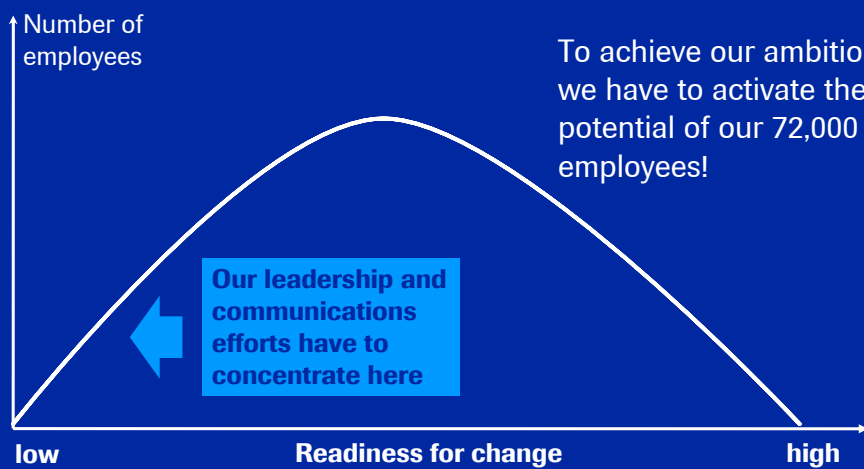 Number of
employees
To achieve our ambitio
we have to activate the
potential of our 72,000
employees!
Our leadership and
communications
efforts have to
concentrate here
low Readiness for change high